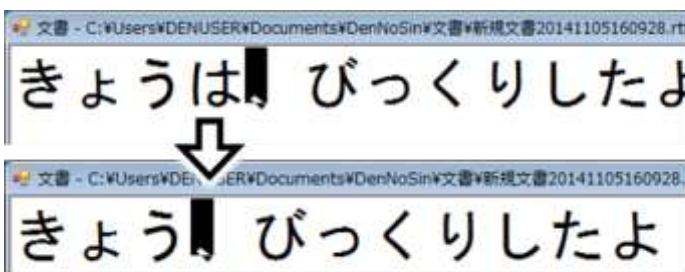 文書 - C:¥Users¥DENUSER¥Documents¥DenNoSin¥文書¥新規文書20141105160928.rt
きょうは びっくりしたよ
文書 - C:¥Users¥DE ER¥Documents¥DenNoSin¥文書¥新規文書20141105160928.
きょう びっくりしたよ